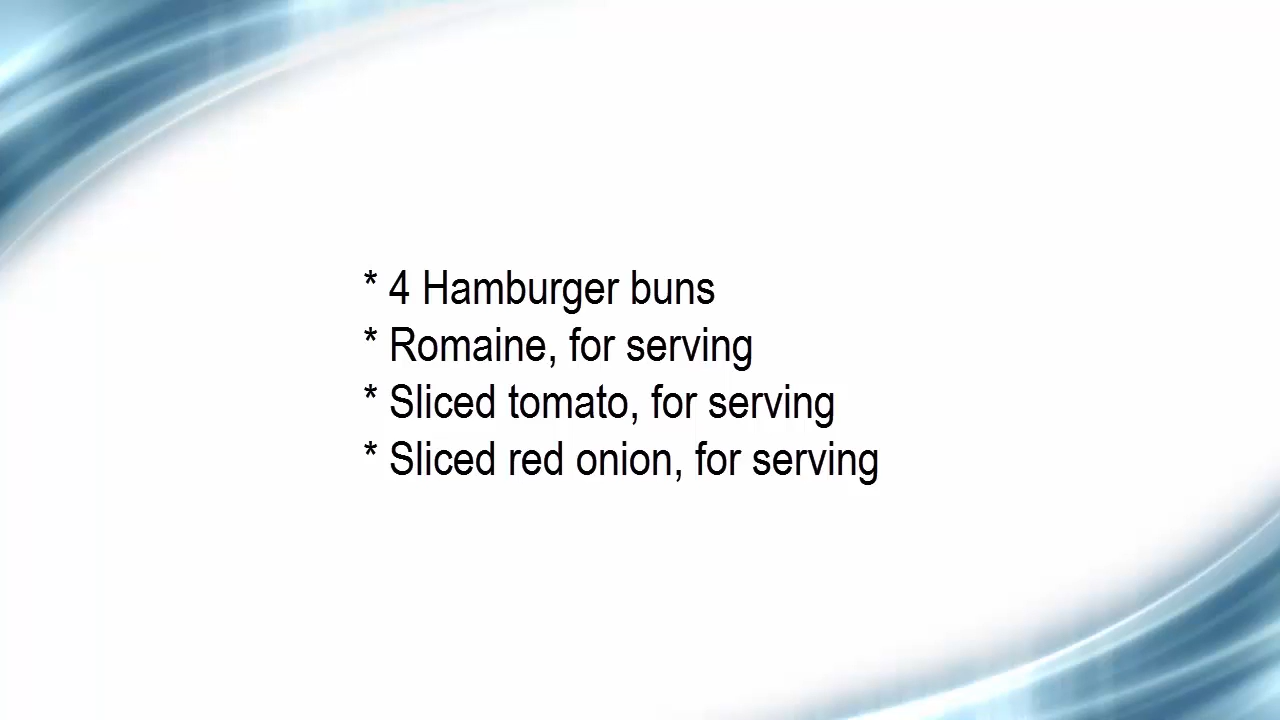 * 4 Hamburger buns
* Romaine, for serving
* Sliced tomato, for serving
* Sliced red onion, for serving